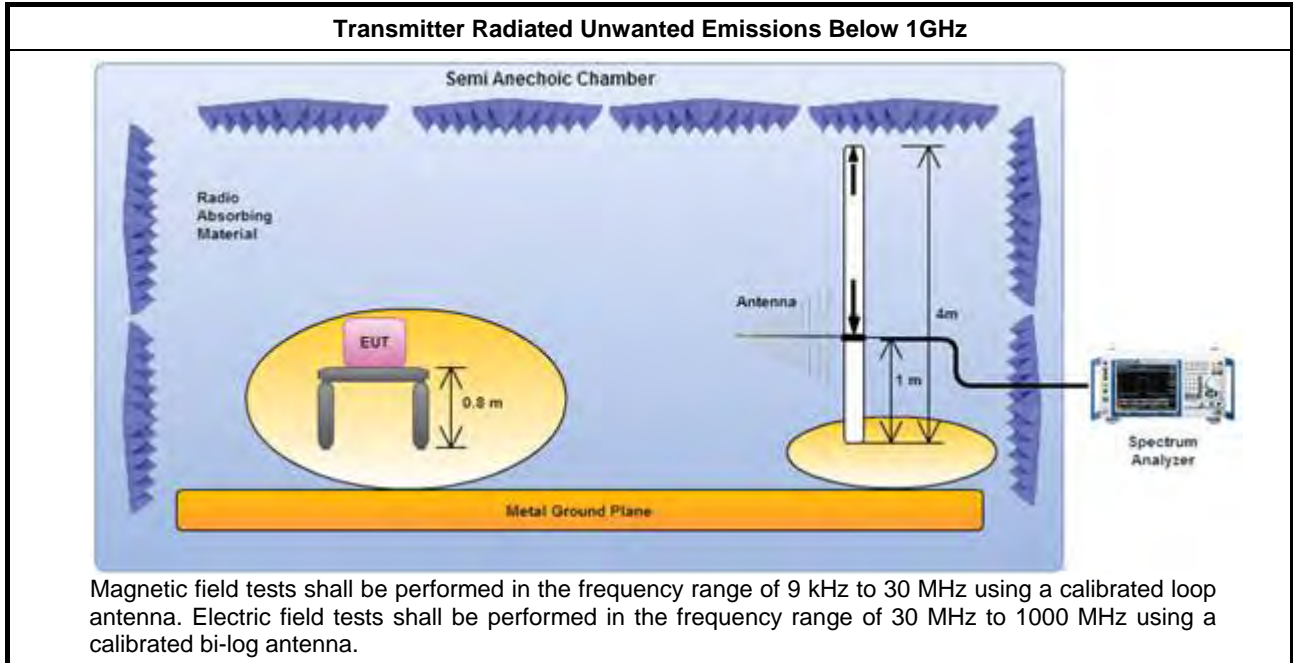 Transmitter Radiated Unwanted Emissions Below 1GHz
Semi Anechoic Chamber
Radio
Absorbing
Material
Antenna
4m
EUT
1 m
0.8 m
Spectrum
Analyzer
Metal Ground Plane
Magnetic field tests shall be performed in the frequency range of 9 kHz to 30 MHz using a calibrated loop
antenna. Electric field tests shall be performed in the frequency range of 30 MHz to 1000 MHz using a
calibrated bi-log antenna.